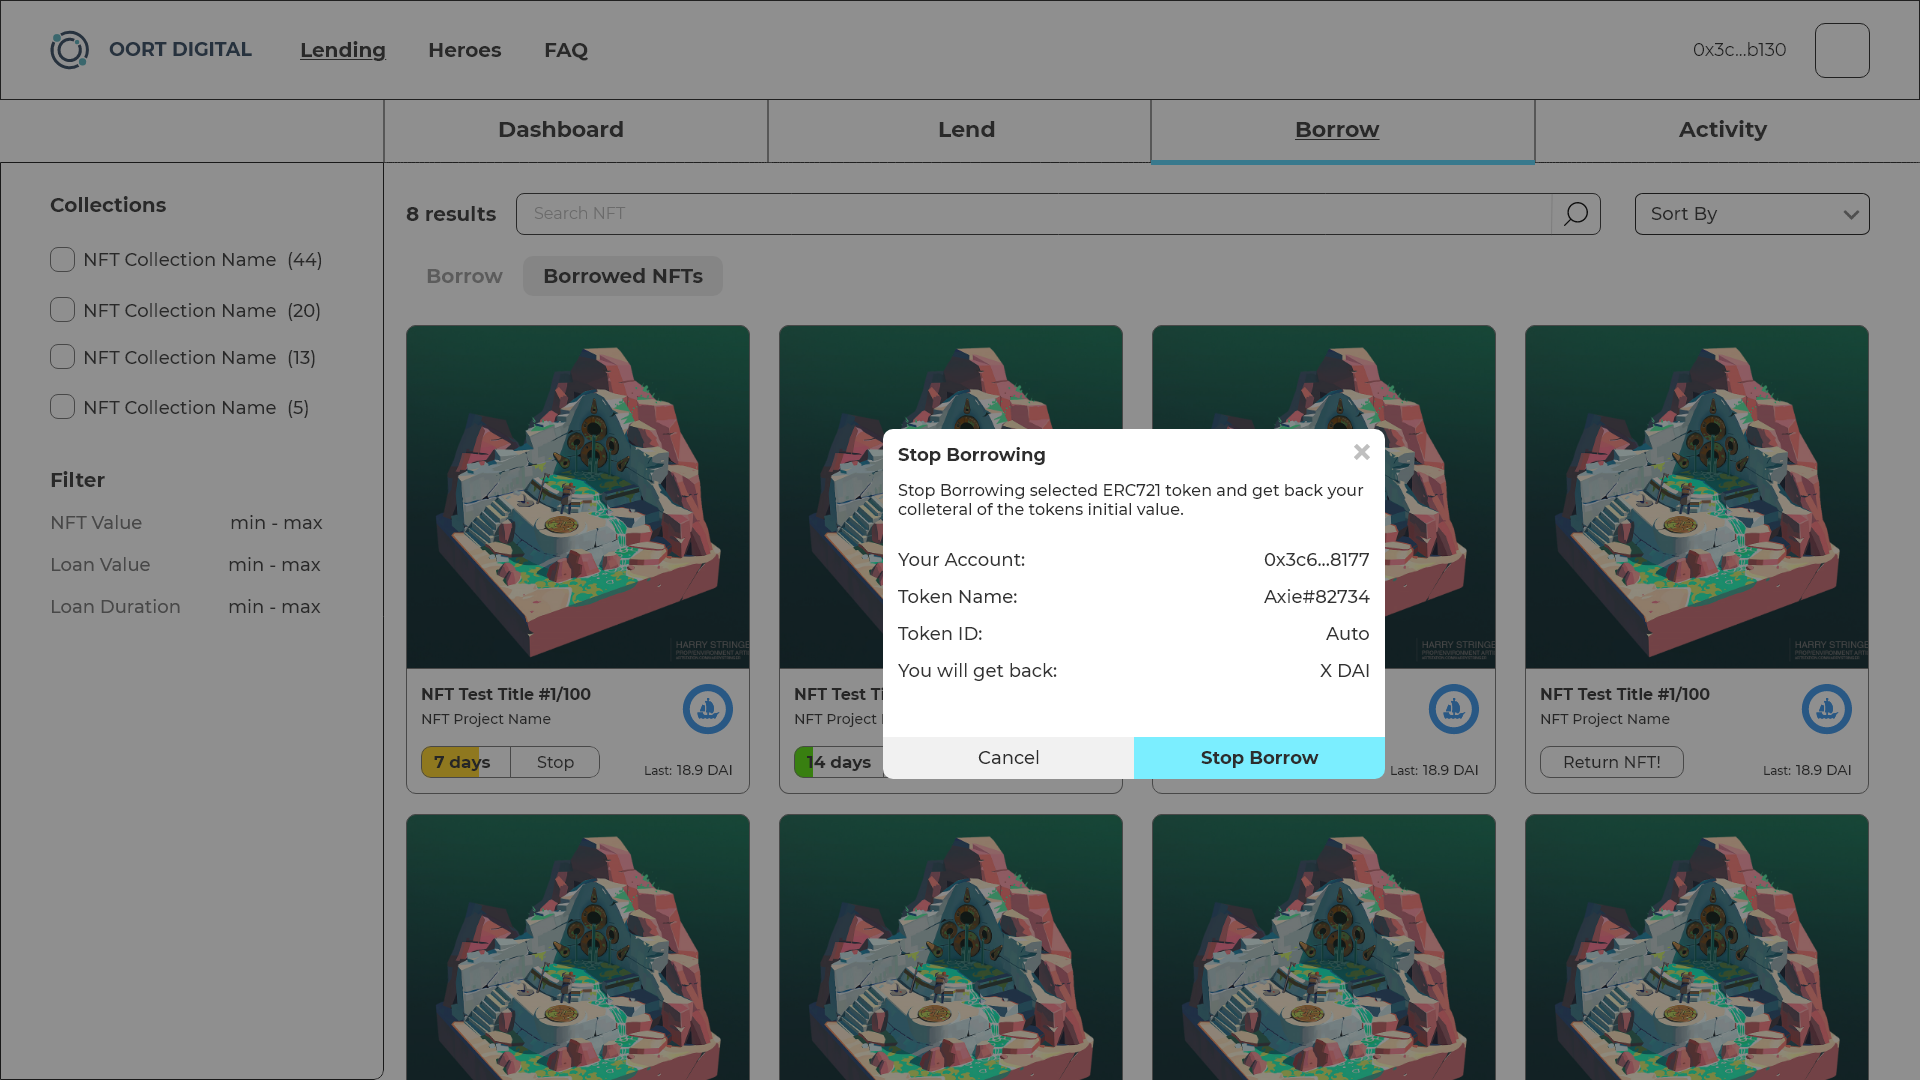 OORT DIGITAL
Lending
Heroes
FAQ
0x3c...b130
Dashboard
Lend
Borrow
Activity
Collections
NFT Collection Name (44)
NFT Collection Name (20)
NFT Collection Name (13)
NFT Collection Name (5)
Filter
NFT Value min - max
Loan Value min - max
Loan Duration min - max
8 results
Search NFT
Sort By
Borrow
Borrowed NFTs
HARRY STRINGE
HARRY STRINGE
HARRY STRINGE
NFT Test Title #1/100
NFT Project Name
7 days
Stop
Last: 18.9 DAI
NFT Test Ti
NFT Project
14 days
Last: 18.9 DAI
NFT Test Title #1/100
NFT Project Name
Return NFT!
Last: 18.9 DAI
Stop Borrowing
Stop Borrowing selected ERC721 token and get back your
colleteral of the tokens initial value.
Your Account: 0x3c6...8177
Token Name: Axie#82734
Token ID: Auto
You will get back: X DAI
Cancel
Stop Borrow